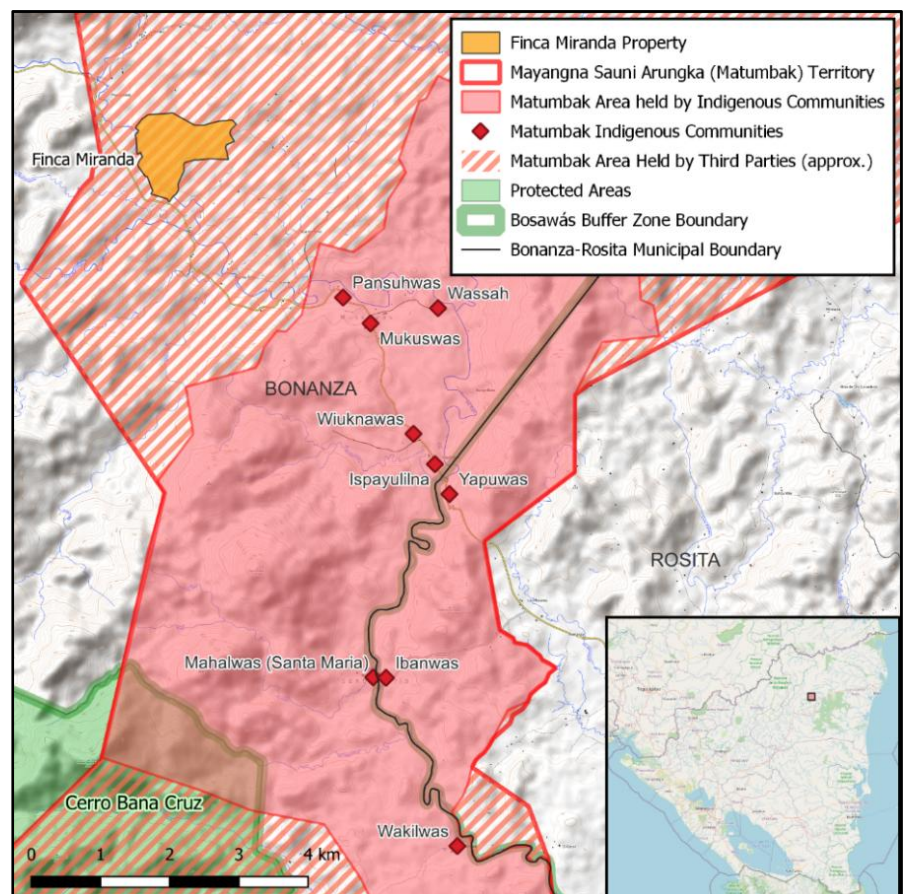 Finca Miranda Property
Mayangna Sauni Arungka (Matumbak) Territory
Matumbak Area held by Indigenous Communities
Matumbak Indigenous Communities
Matumbak Area Held by Third Parties (approx.)
Protected Areas
Bosawás Buffer Zone Boundary
Bonanza-Rosita Municipal Boundary
Finca Miranda
Pansuhwas
Wassah
Mukuswas
BONANZA
Wiuknawas
Ispayulilna
Yapuwas
ROSITA
Mahalwas (Santa Maria)
Ibanwas
Cerro Bana Cruz
Wakilwas
0 1 2 3 4 km